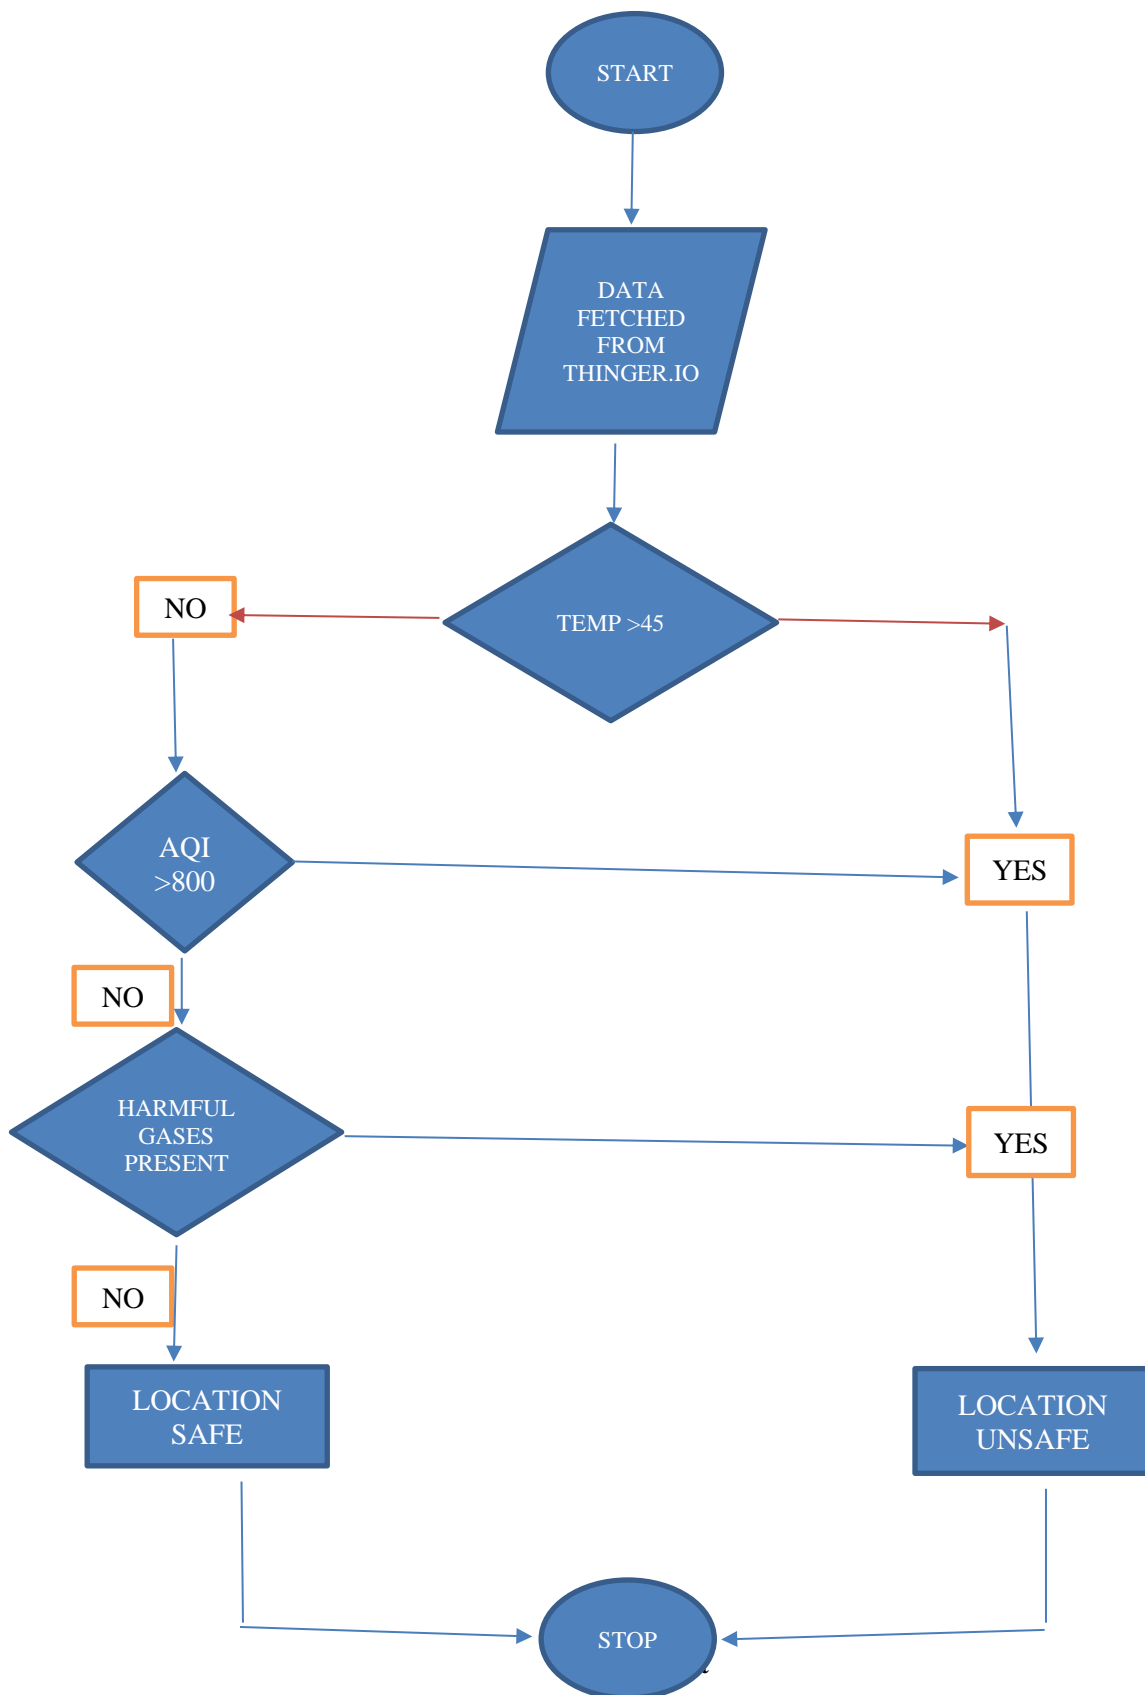 START
DATA
FETCHED
FROM
THINGER.IO
NO
TEMP >45
AQI
>800
YES
NO
HARMFUL
GASES
PRESENT
YES
NO
LOCATION
SAFE
LOCATION
UNSAFE
STOP